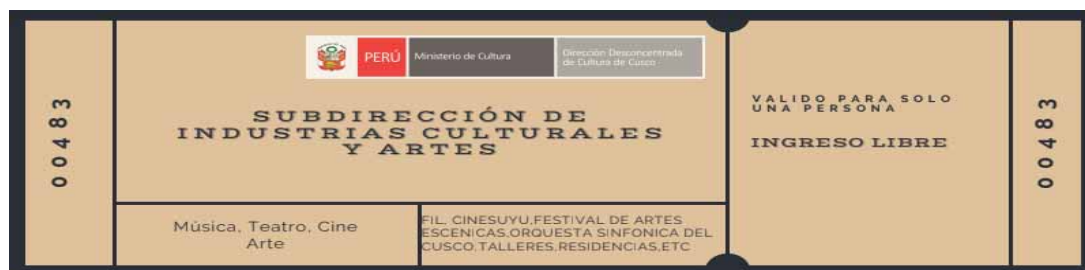 00483
PERÚ
Ministerio de Cultura
Dirección Desconcentrada
de Cultura de Cusco
SUBDIRECCIÓN DE
INDUSTRIAS CULTURALES
Y ARTES
Música, Teatro, Cine
Arte
FIL, CINESUYU,FESTIVAL DE ARTES
ESCENICAS,ORQUESTA SINFONICA DEL
CUSCO,TALLERES,RESIDENCIAS,ETC
VALIDO PARA SOLO
UNA PERSONA
INGRESO LIBRE
00483